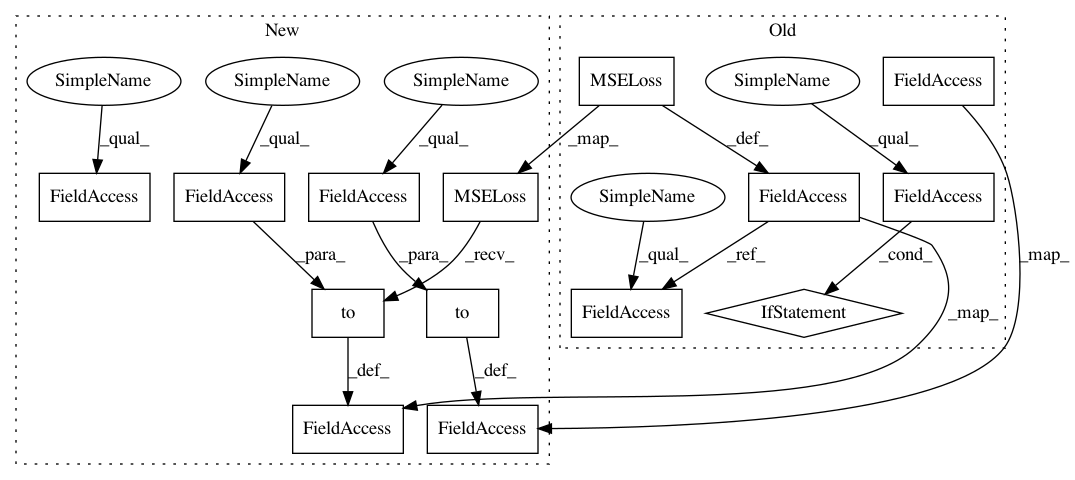 New
Old
SimpleName
SimpleName
SimpleName
MSELoss
SimpleName
FieldAccess
_qual_
_qual_
_qual_
_map_
_def_
_qual_
FieldAccess
FieldAccess
FieldAccess
MSELoss
SimpleName
FieldAccess
FieldAccess
_para_
_para_
_recv_
_qual_
_ref_
_cond_
_map_
to
to
FieldAccess
IfStatement
_map_
_def_
_def_
FieldAccess
FieldAccess